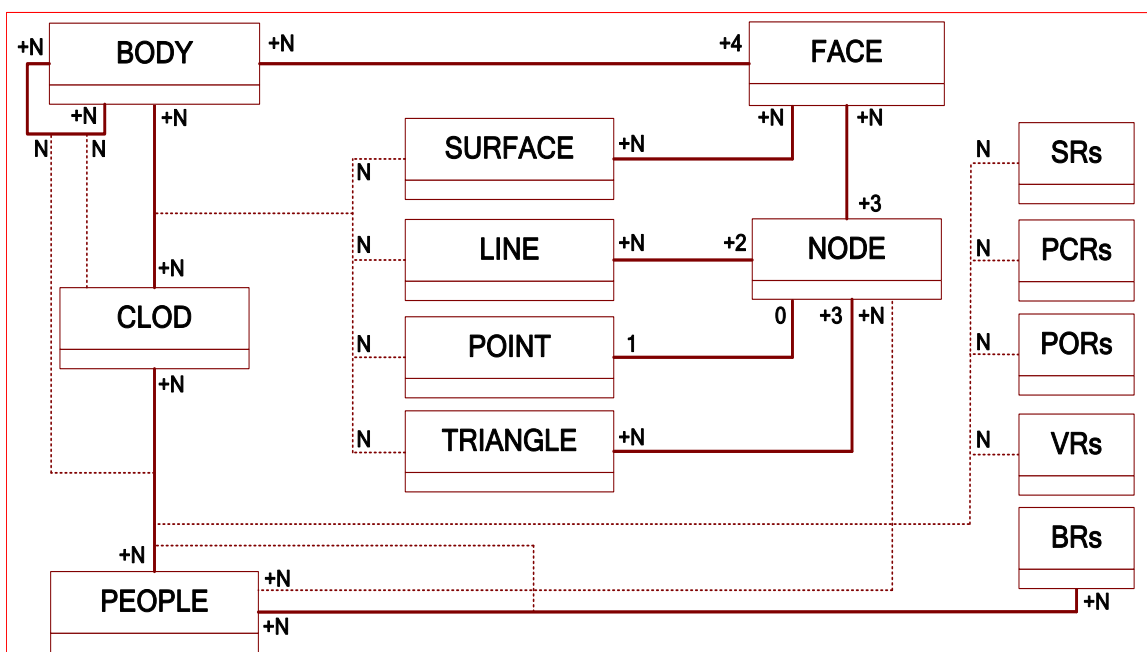 BODY
FACE
+N
+N
+4
+N
+N
N
N
+N
+N
SURFACE
+N
N
SRs
N
+3
+N
LINE
+N
+2
NODE
N
PCRs
N
CLOD
+N
POINT
1
0
+3
+N
N
PORs
N
TRIANGLE
+N
N
VRs
N
BRs
+N
PEOPLE
+N
+N
+N